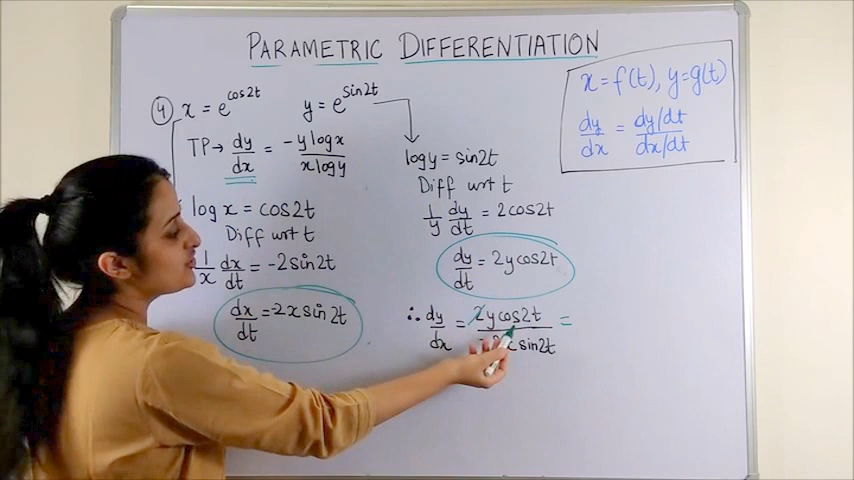 PARAMETRIC DIFFERENTIATION
x = f(t), y = g(t)
dy/dx = (dy/dt)/(dx/dt)
④ x = e^cos2t
y = e^sin2t
TP→ dy/dx = -y log x / x log y
log x = cos2t
Diff wrt t
1/x dx/dt = -2sin2t
dx/dt = -2x sin2t
log y = sin2t
Diff wrt t
1/y dy/dt = 2cos2t
dy/dt = 2y cos2t
∴ dy/dx = 2y cos2t / -2x sin2t =